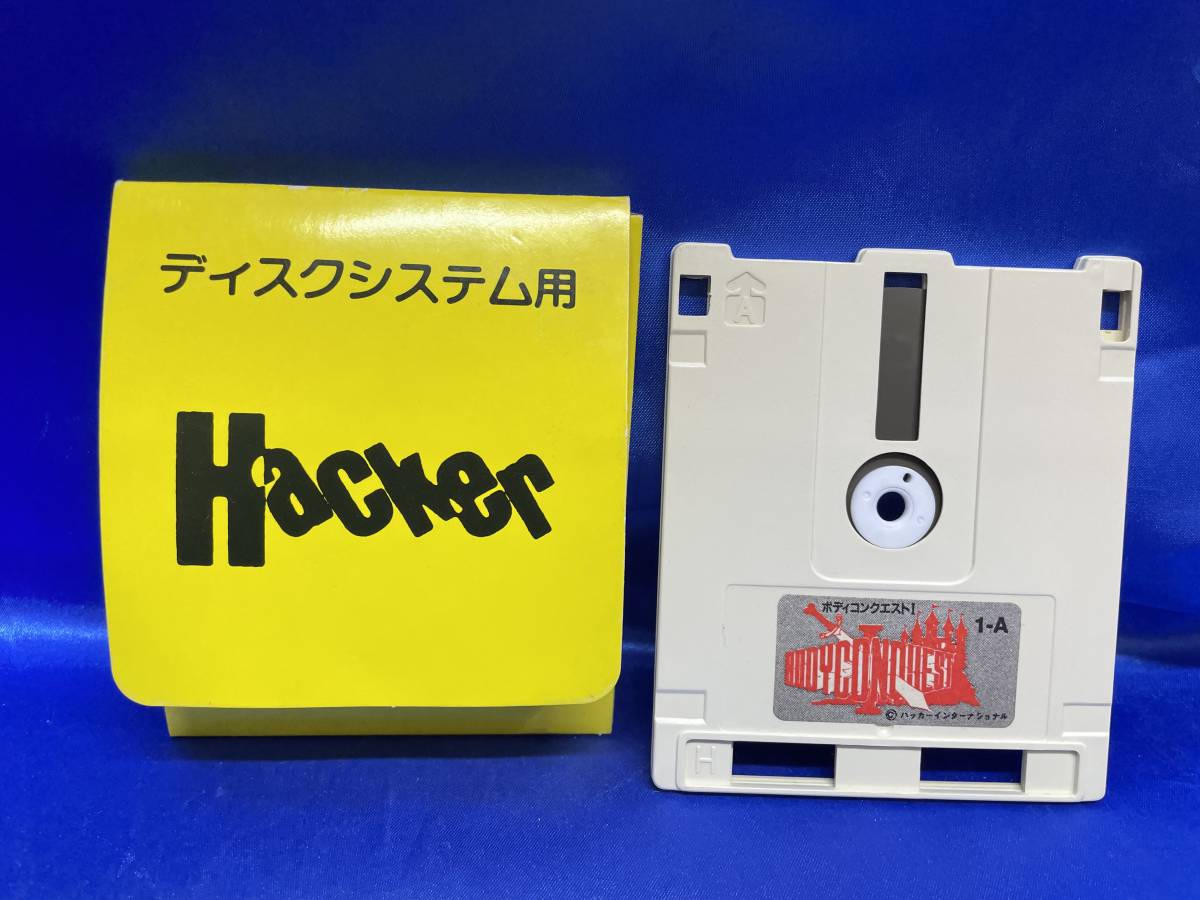 ディスクシステム用
Hacker
A
ボディコンクエストI
1-A
BODYCONQUEST
I
©ハッカーインターナショナル
H